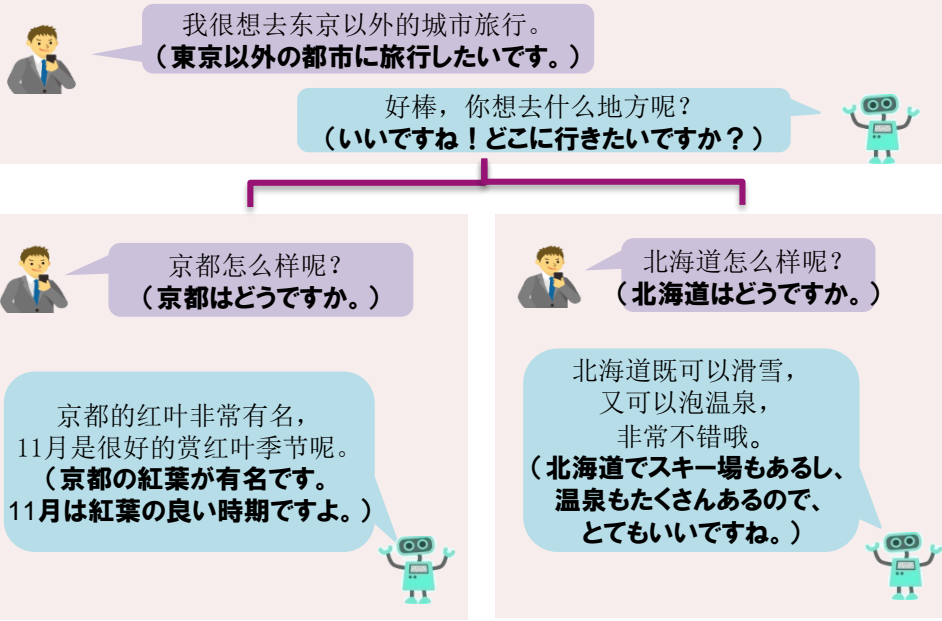 我很想去东京以外的城市旅行。
（東京以外の都市に旅行したいです。）
好棒，你想去什么地方呢？
（いいですね！どこに行きたいですか？）
京都怎么样呢？
（京都はどうですか。）
京都的红叶非常有名，
11月是很好的赏红叶季节呢。
（京都の紅葉が有名です。
11月は紅葉の良い時期ですよ。）
北海道怎么样呢？
（北海道はどうですか。）
北海道既可以滑雪，
又可以泡温泉，
非常不错哦。
（北海道でスキー場もあるし、
温泉もたくさんあるので、
とてもいいですね。）